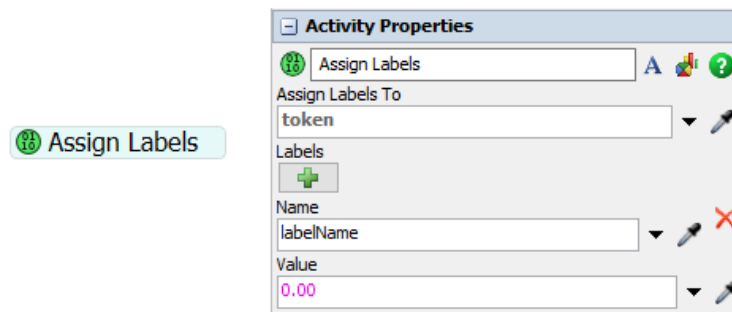 Activity Properties
Assign Labels
A
Assign Labels To
token
Assign Labels
Labels
Name
labelName
Value
0.00